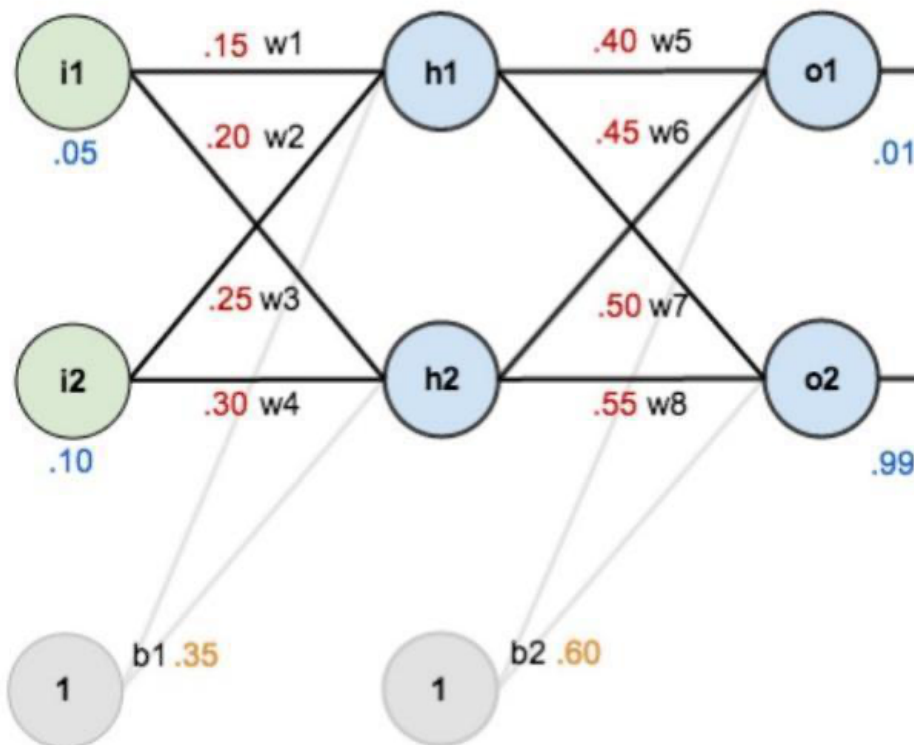 i1 .15 w1 h1 .40 w5 o1
.05 .20 w2 .45 w6 .01
.25 w3 .50 w7
i2 h2 o2
.30 w4 .55 w8
.10 .99
b1 .35 b2 .60
1 1